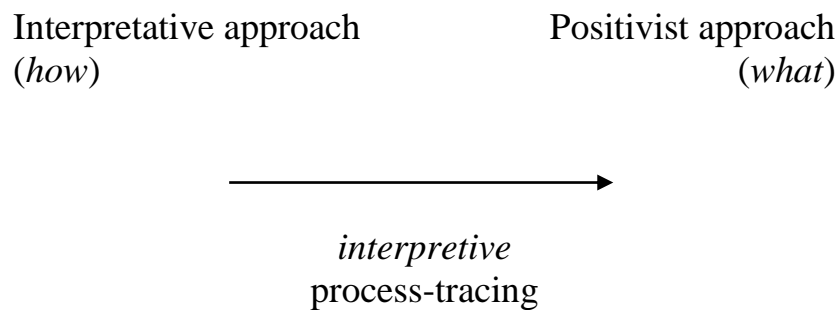 Interpretative approach
(how)
Positivist approach
(what)
interpretive
process-tracing